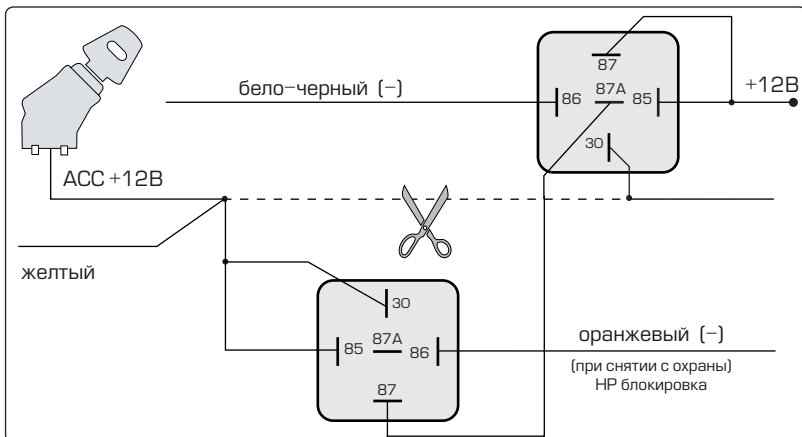 87
бело-черный (-)
86
87A
85
+12В
30
ACC +12В
желтый
30
85
87A
86
оранжевый (-)
(при снятии с охраны)
НР блокировка
87